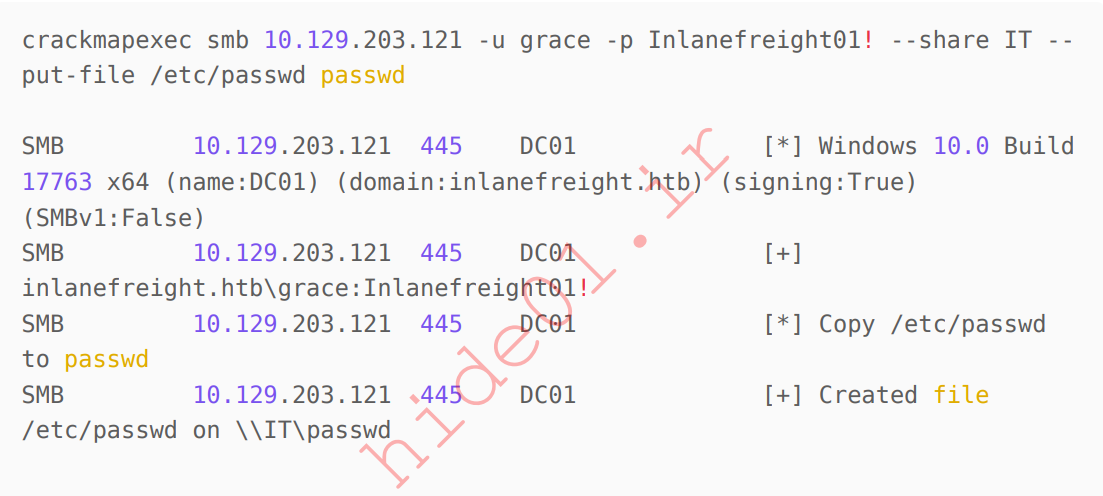 crackmapexec smb 10.129.203.121 -u grace -p Inlanefreight01! --share IT --
put-file /etc/passwd passwd
SMB 10.129.203.121 445 DC01 [*] Windows 10.0 Build
17763 x64 (name:DC01) (domain:inlanefreight.htb) (signing:True)
(SMBv1:False)
SMB 10.129.203.121 445 DC01 [+]
inlanefreight.htb\grace:Inlanefreight01!
SMB 10.129.203.121 445 DC01 [*] Copy /etc/passwd
to passwd
SMB 10.129.203.121 445 DC01 [+] Created file
/etc/passwd on \\IT\passwd
hide01.ir